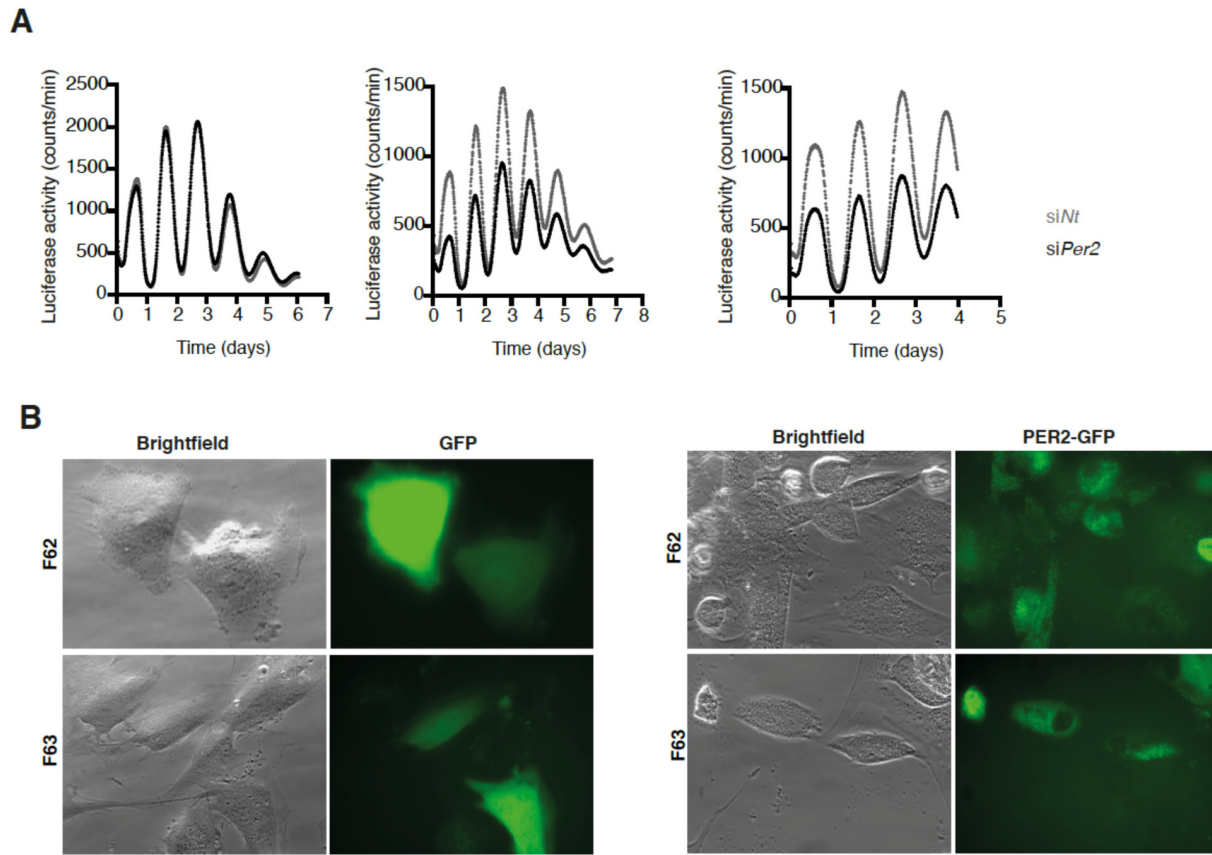 A
Luciferase activity (counts/min)
2500
2000
1500
1000
500
0
0 1 2 3 4 5 6 7
Time (days)
Luciferase activity (counts/min)
1500
1000
500
0
0 1 2 3 4 5 6 7 8
Time (days)
Luciferase activity (counts/min)
1500
1000
500
0
0 1 2 3 4 5
Time (days)
siNt
siPer2
B
Brightfield GFP
F62
F63
Brightfield PER2-GFP
F62
F63